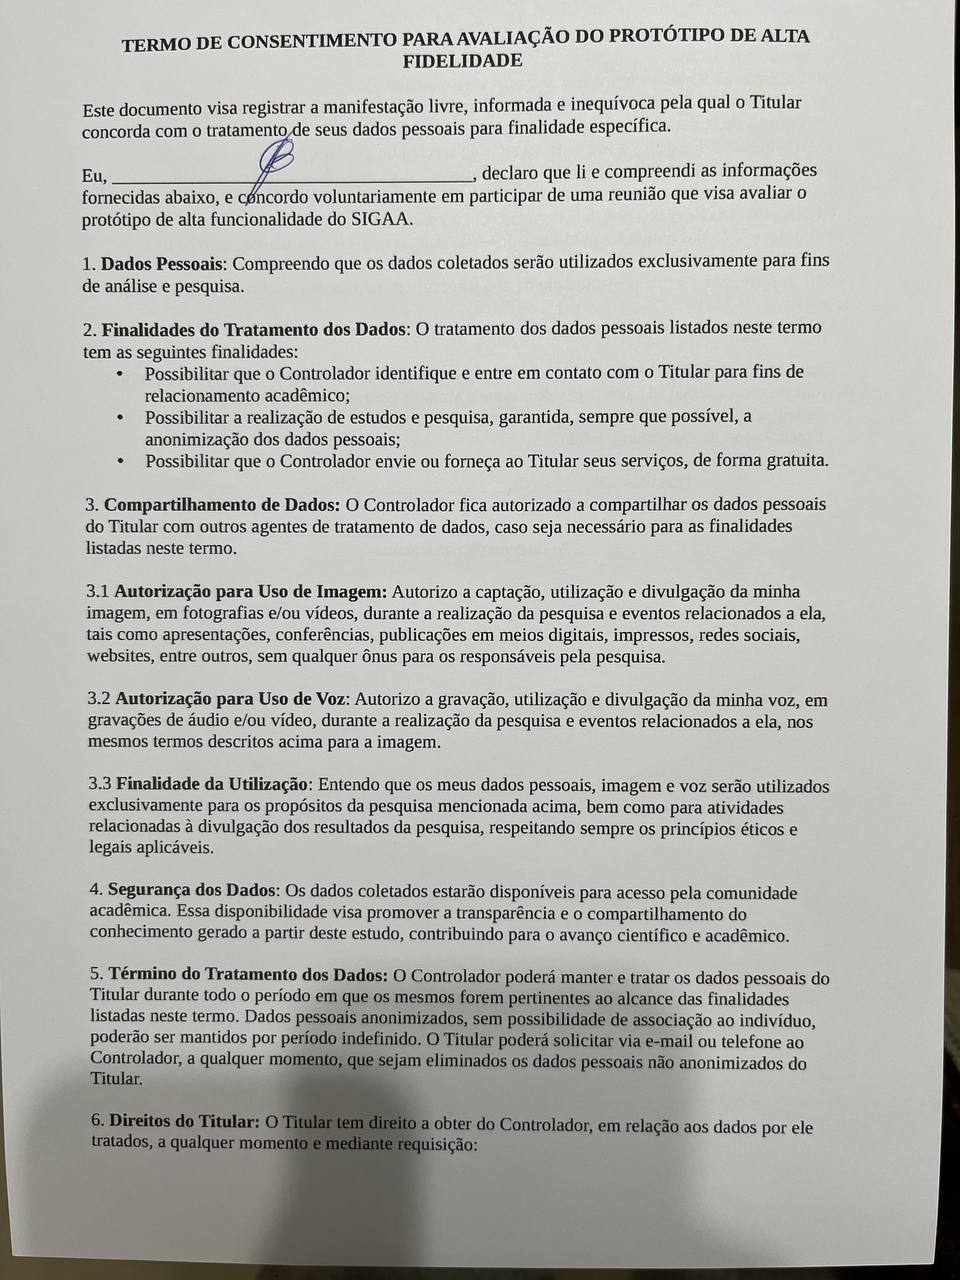 TERMO DE CONSENTIMENTO PARA AVALIAÇÃO DO PROTÓTIPO DE ALTA
FIDELIDADE
Este documento visa registrar a manifestação livre, informada e inequívoca pela qual o Titular
concorda com o tratamento de seus dados pessoais para finalidade específica.
Eu, ______________________________________, declaro que li e compreendi as informações
fornecidas abaixo, e concordo voluntariamente em participar de uma reunião que visa avaliar o
protótipo de alta funcionalidade do SIGAA.
1. Dados Pessoais: Compreendo que os dados coletados serão utilizados exclusivamente para fins
de análise e pesquisa.
2. Finalidades do Tratamento dos Dados: O tratamento dos dados pessoais listados neste termo
tem as seguintes finalidades:
• Possibilitar que o Controlador identifique e entre em contato com o Titular para fins de
relacionamento acadêmico;
• Possibilitar a realização de estudos e pesquisa, garantida, sempre que possível, a
anonimização dos dados pessoais;
• Possibilitar que o Controlador envie ou forneça ao Titular seus serviços, de forma gratuita.
3. Compartilhamento de Dados: O Controlador fica autorizado a compartilhar os dados pessoais
do Titular com outros agentes de tratamento de dados, caso seja necessário para as finalidades
listadas neste termo.
3.1 Autorização para Uso de Imagem: Autorizo a captação, utilização e divulgação da minha
imagem, em fotografias e/ou vídeos, durante a realização da pesquisa e eventos relacionados a ela,
tais como apresentações, conferências, publicações em meios digitais, impressos, redes sociais,
websites, entre outros, sem qualquer ônus para os responsáveis pela pesquisa.
3.2 Autorização para Uso de Voz: Autorizo a gravação, utilização e divulgação da minha voz, em
gravações de áudio e/ou vídeo, durante a realização da pesquisa e eventos relacionados a ela, nos
mesmos termos descritos acima para a imagem.
3.3 Finalidade da Utilização: Entendo que os meus dados pessoais, imagem e voz serão utilizados
exclusivamente para os propósitos da pesquisa mencionada acima, bem como para atividades
relacionadas à divulgação dos resultados da pesquisa, respeitando sempre os princípios éticos e
legais aplicáveis.
4. Segurança dos Dados: Os dados coletados estarão disponíveis para acesso pela comunidade
acadêmica. Essa disponibilidade visa promover a transparência e o compartilhamento do
conhecimento gerado a partir deste estudo, contribuindo para o avanço científico e acadêmico.
5. Término do Tratamento dos Dados: O Controlador poderá manter e tratar os dados pessoais do
Titular durante todo o período em que os mesmos forem pertinentes ao alcance das finalidades
listadas neste termo. Dados pessoais anonimizados, sem possibilidade de associação ao indivíduo,
poderão ser mantidos por período indefinido. O Titular poderá solicitar via e-mail ou telefone ao
Controlador, a qualquer momento, que sejam eliminados os dados pessoais não anonimizados do
Titular.
6. Direitos do Titular: O Titular tem direito a obter do Controlador, em relação aos dados por ele
tratados, a qualquer momento e mediante requisição: